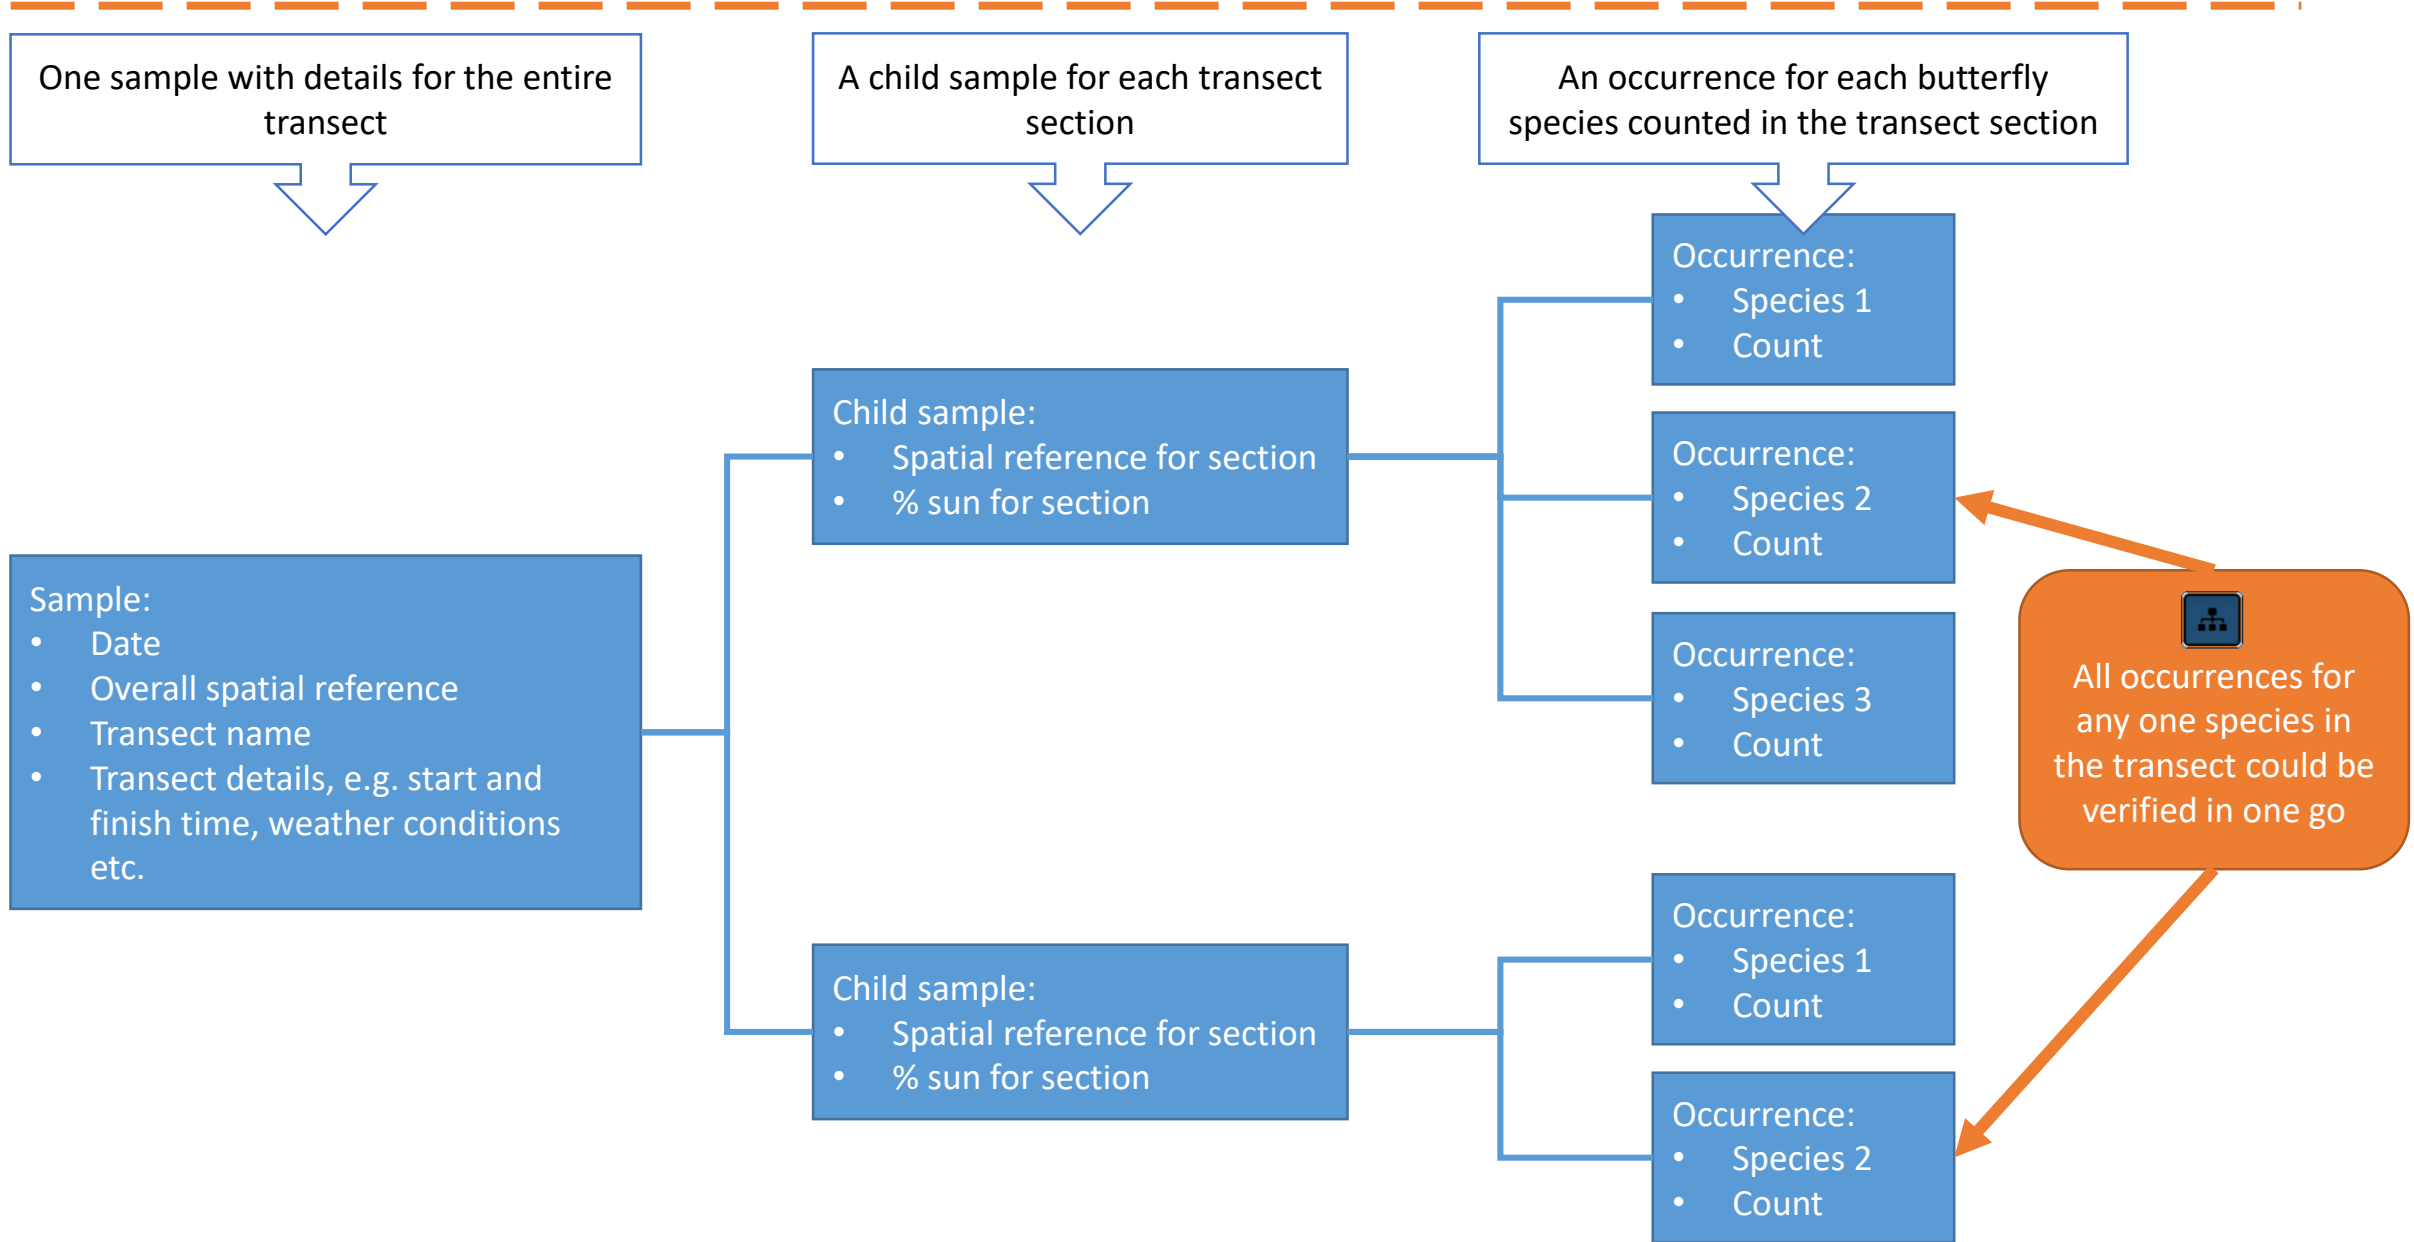 One sample with details for the entire
transect
A child sample for each transect
section
An occurrence for each butterfly
species counted in the transect section
Sample:
• Date
• Overall spatial reference
• Transect name
• Transect details, e.g. start and
finish time, weather conditions
etc.
Child sample:
• Spatial reference for section
• % sun for section
Child sample:
• Spatial reference for section
• % sun for section
Occurrence:
• Species 1
• Count
Occurrence:
• Species 2
• Count
Occurrence:
• Species 3
• Count
Occurrence:
• Species 1
• Count
Occurrence:
• Species 2
• Count
All occurrences for
any one species in
the transect could be
verified in one go